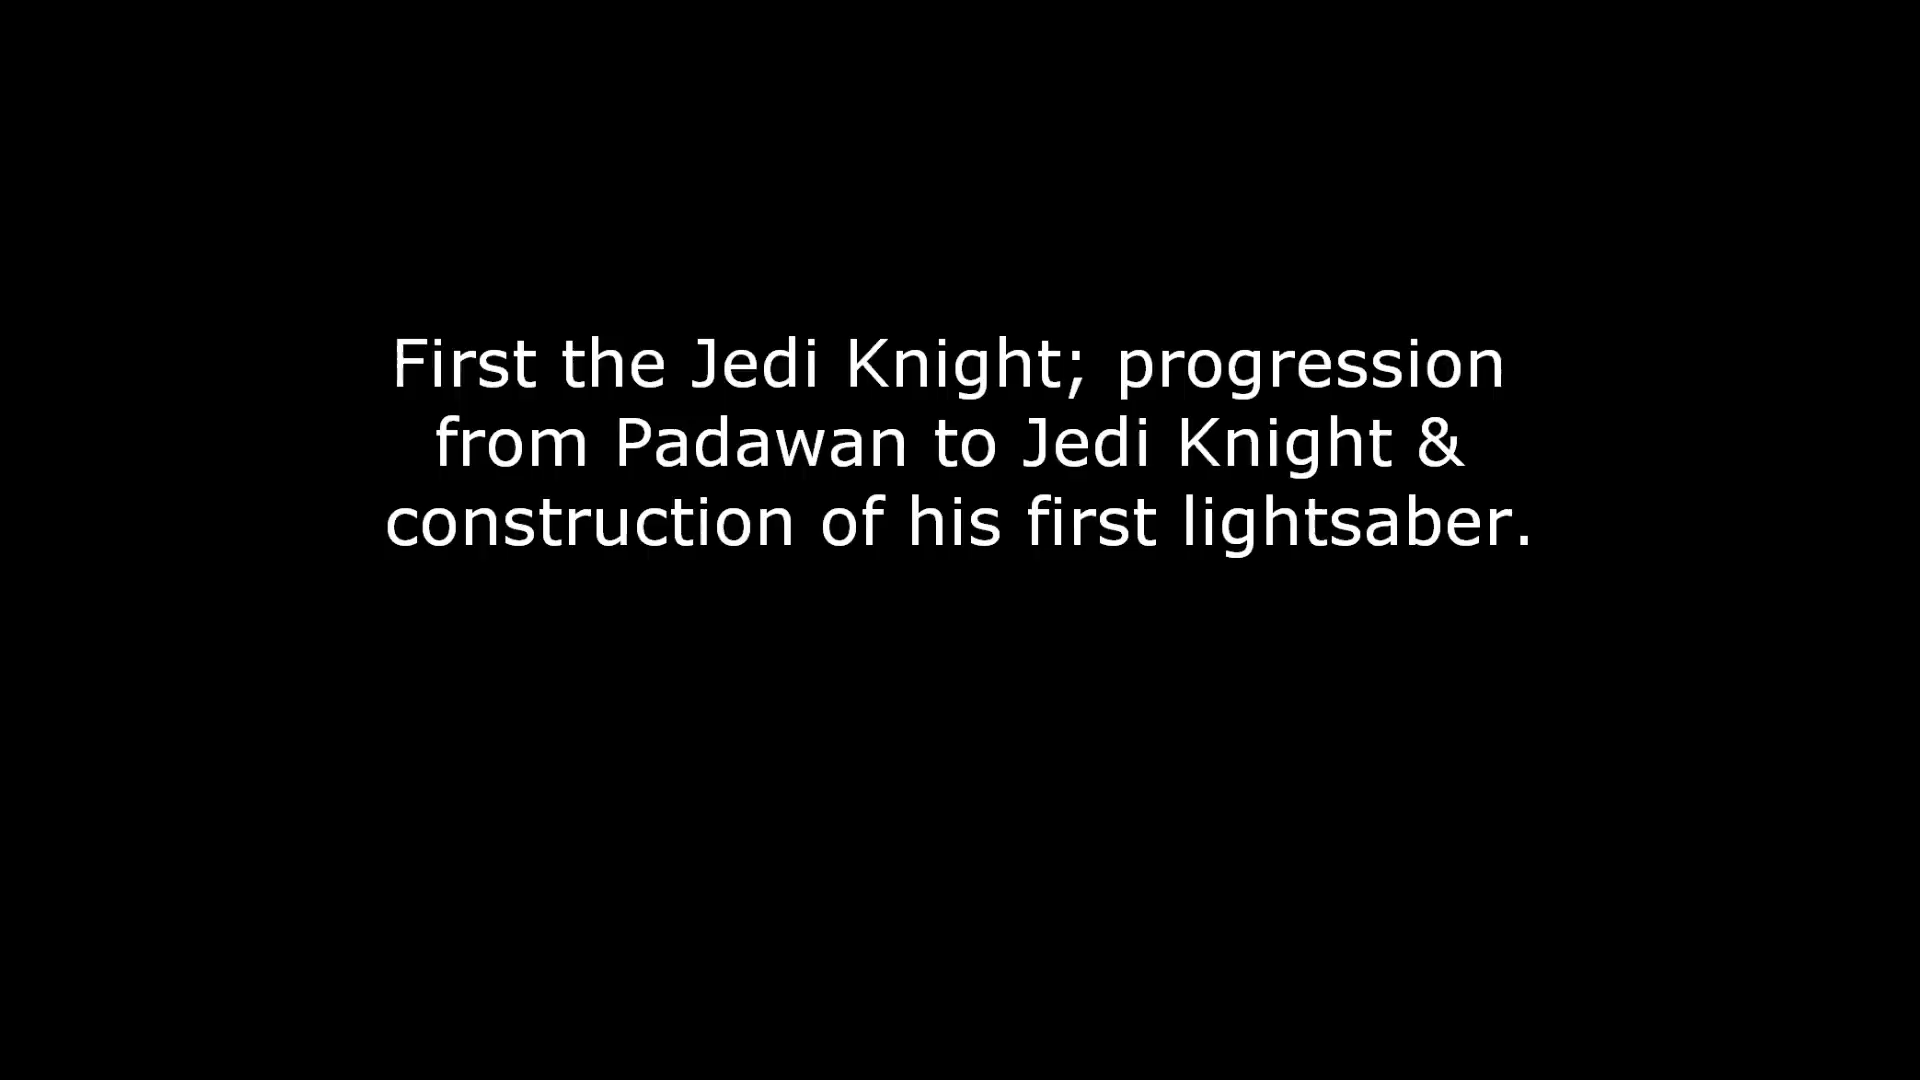 First the Jedi Knight; progression
from Padawan to Jedi Knight &
construction of his first lightsaber.